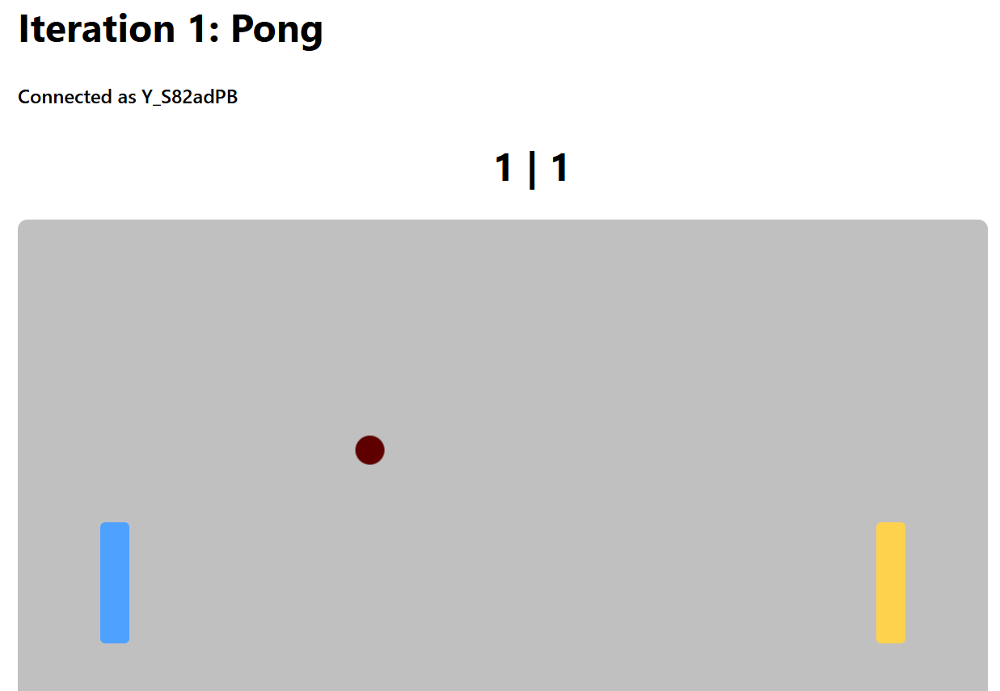 Iteration 1: Pong
Connected as Y_S82adPB
1 | 1